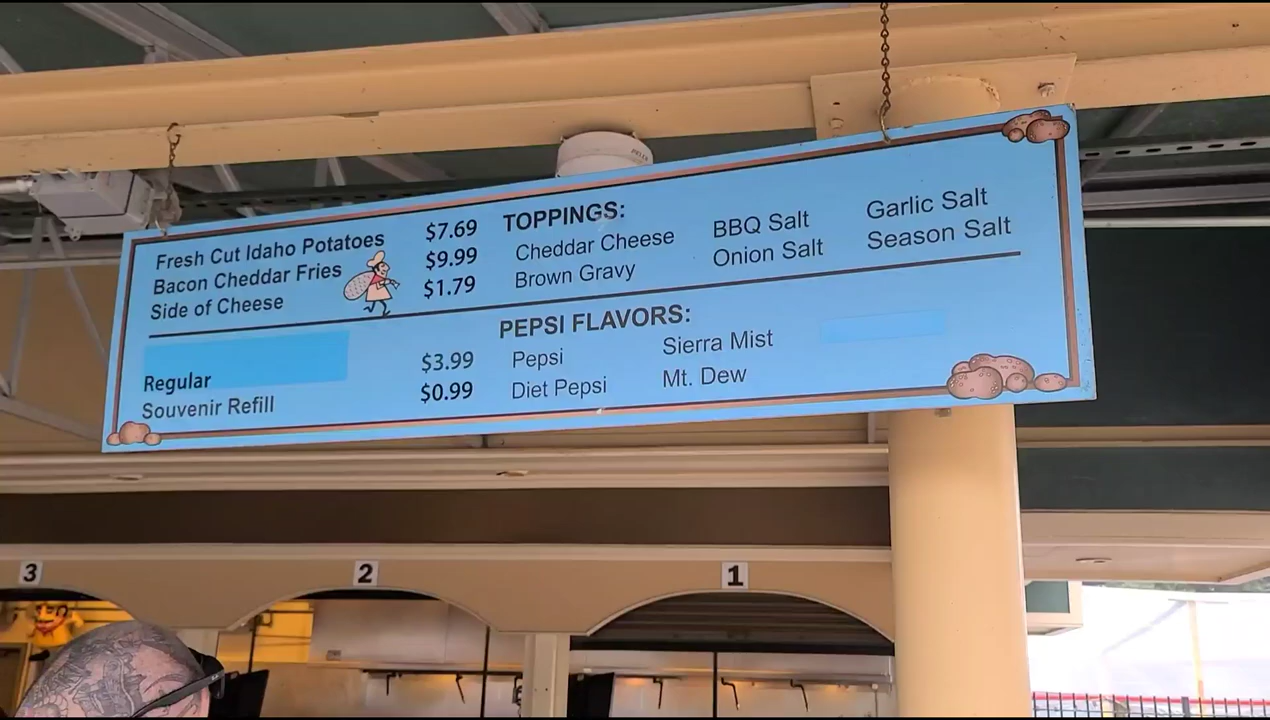 Fresh Cut Idaho Potatoes $7.69
Bacon Cheddar Fries $9.99
Side of Cheese $1.79
TOPPINGS:
Cheddar Cheese BBQ Salt Garlic Salt
Brown Gravy Onion Salt Season Salt
$3.99
Regular
Souvenir Refill $0.99
PEPSI FLAVORS:
Pepsi Sierra Mist
Diet Pepsi Mt. Dew
3 2 1